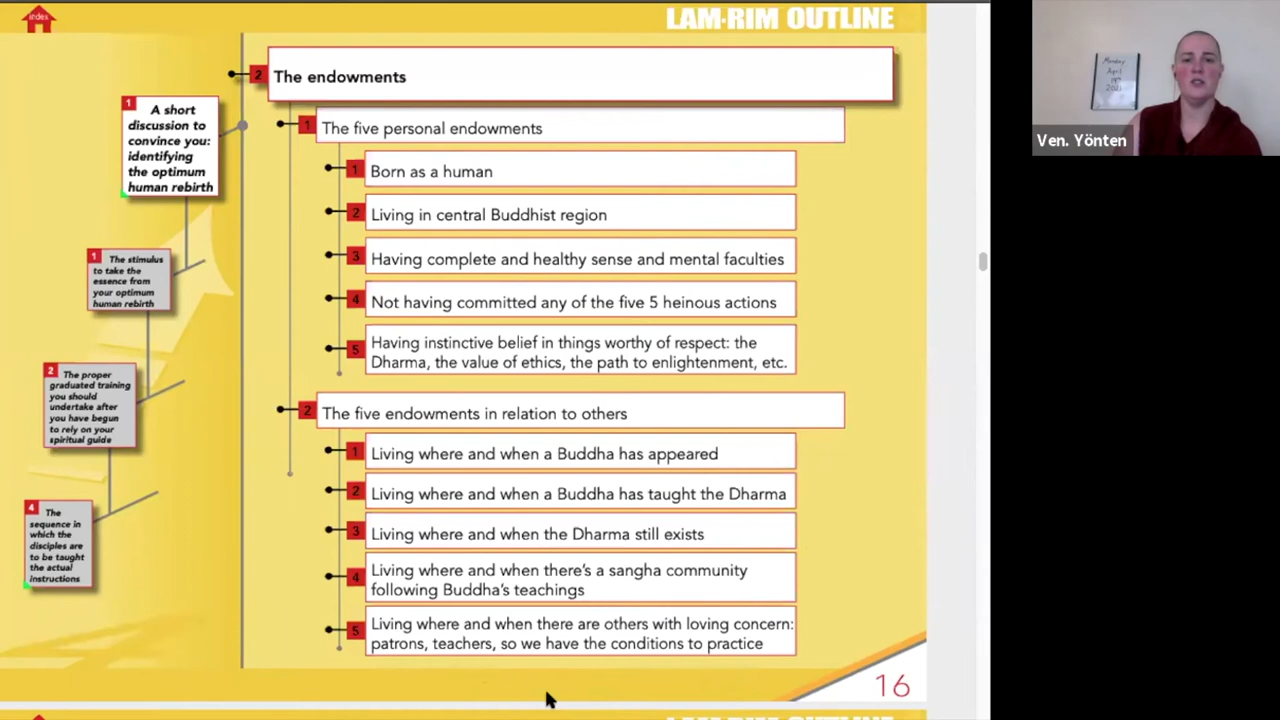 index
LAM-RIM OUTLINE
2 The endowments
1 A short
discussion to
convince you:
identifying
the optimum
human rebirth
1 The stimulus
to take the
essence from
your optimum
human rebirth
2 The proper
graduated training
you should
undertake after
you have begun
to rely on your
spiritual guide
4 The
sequence in
which the
disciples are
to be taught
the actual
instructions
1 The five personal endowments
1 Born as a human
2 Living in central Buddhist region
3 Having complete and healthy sense and mental faculties
4 Not having committed any of the five 5 heinous actions
5 Having instinctive belief in things worthy of respect: the
Dharma, the value of ethics, the path to enlightenment, etc.
2 The five endowments in relation to others
1 Living where and when a Buddha has appeared
2 Living where and when a Buddha has taught the Dharma
3 Living where and when the Dharma still exists
4 Living where and when there's a sangha community
following Buddha's teachings
5 Living where and when there are others with loving concern:
patrons, teachers, so we have the conditions to practice
16
Monday
April
2021
Ven. Yönten